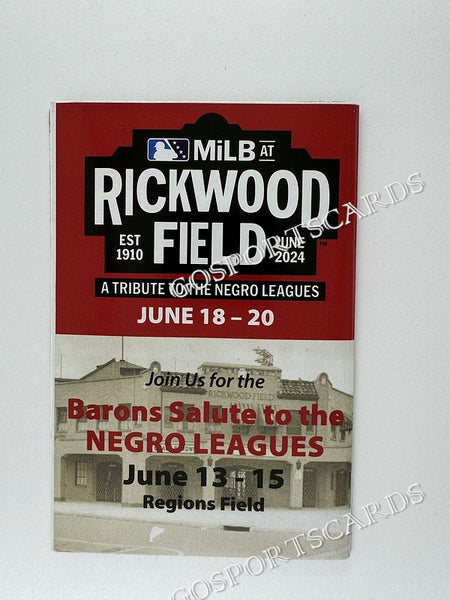 MiLB AT
RICKWOOD
FIELD
EST
1910
JUNE
2024
™
A TRIBUTE TO THE NEGRO LEAGUES
JUNE 18 – 20
RICKWOOD FIELD
Join Us for the
Barons Salute to the
NEGRO LEAGUES
June 13 - 15
Regions Field
GOSPORTSCARDS
GOSPORTSCARDS